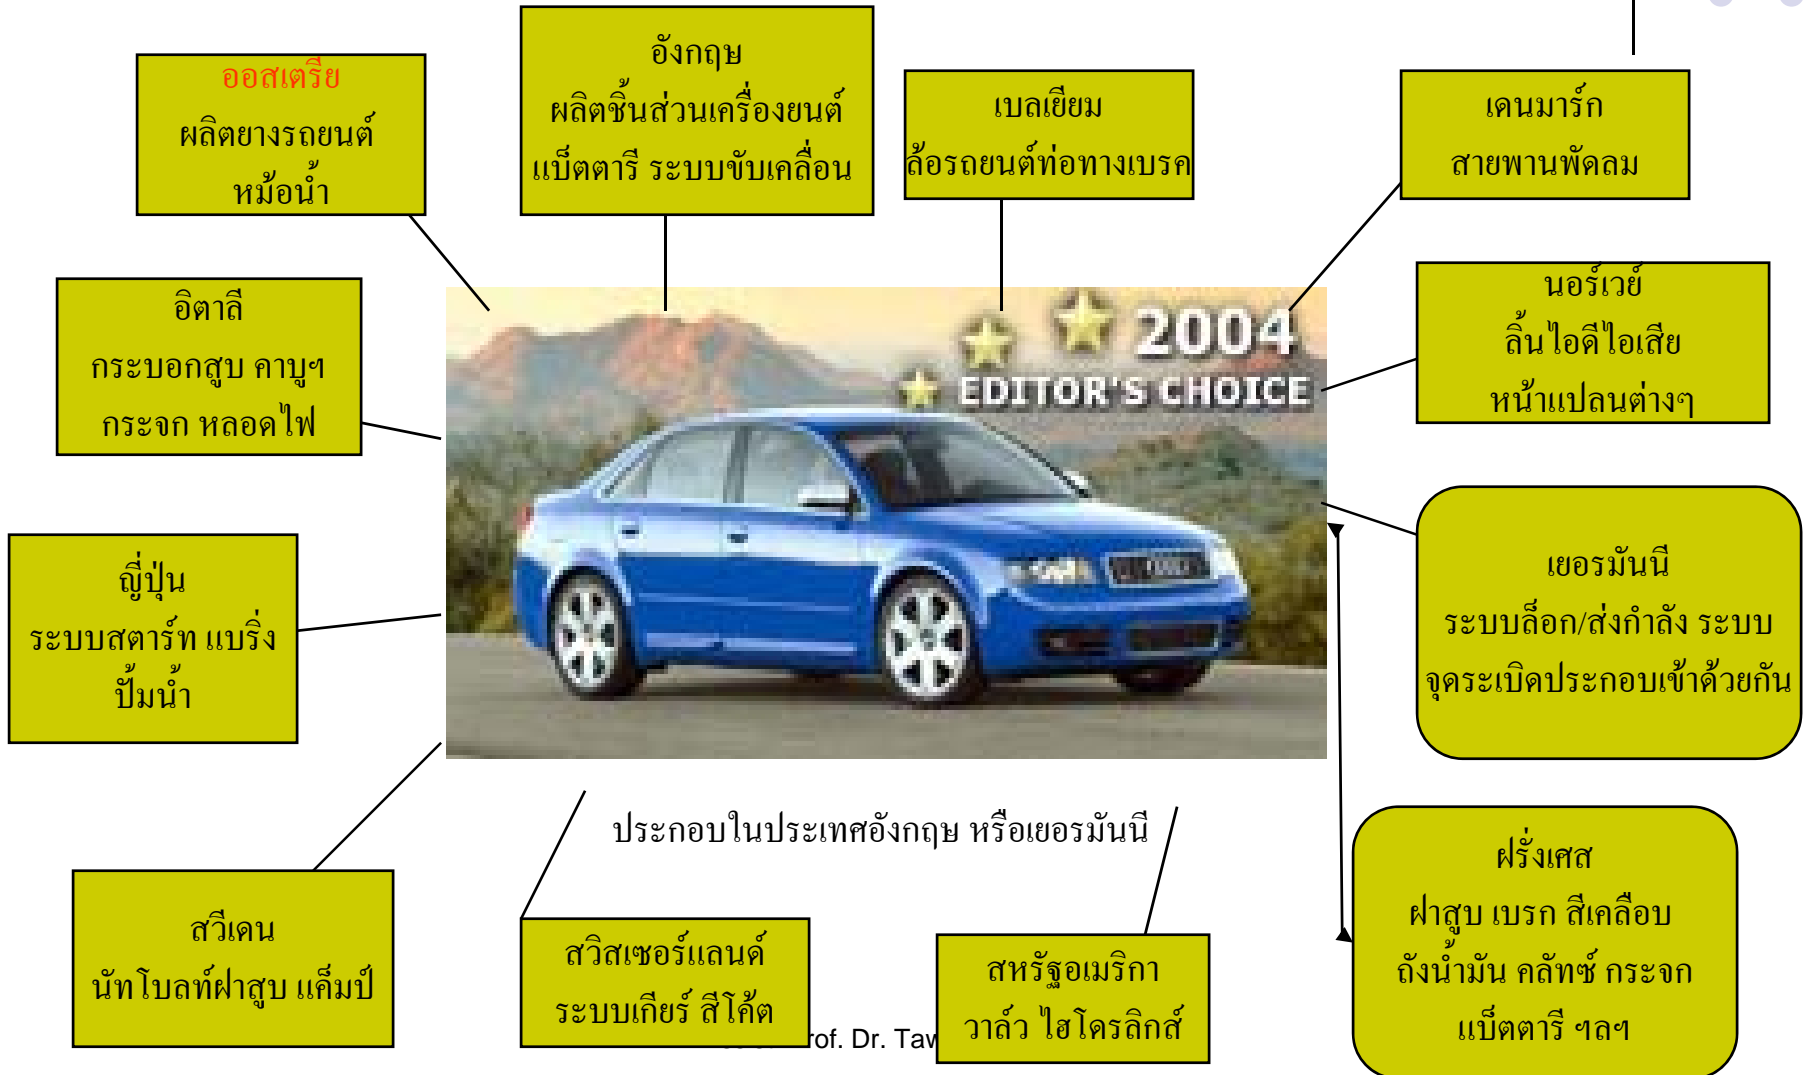 ออสเตรีย
ผลิตยางรถยนต์
หม้อน้ำ
อังกฤษ
ผลิตชิ้นส่วนเครื่องยนต์
แบ็ตตารี ระบบขับเคลื่อน
เบลเยียม
ล้อรถยนต์ท่อทางเบรค
เดนมาร์ก
สายพานพัดลม
อิตาลี
กระบอกสูบ คาบูฯ
กระจก หลอดไฟ
2004
EDITOR'S CHOICE
นอร์เวย์
ลิ้นไอดีไอเสีย
หน้าแปลนต่างๆ
ญี่ปุ่น
ระบบสตาร์ท แบริ่ง
ปั้มน้ำ
เยอรมันนี
ระบบล็อก/ส่งกำลัง ระบบ
จุดระเบิดประกอบเข้าด้วยกัน
ประกอบในประเทศอังกฤษ หรือเยอรมันนี
สวีเดน
นัทโบลท์ฝาสูบ แค็มป์
สวิสเซอร์แลนด์
ระบบเกียร์ สีโค้ต
สหรัฐอเมริกา
วาล์ว ไฮโดรลิกส์
ฝรั่งเศส
ฝาสูบ เบรก สีเคลือบ
ถังน้ำมัน คลัทซ์ กระจก
แบ็ตตารี ฯลฯ
rof. Dr. Taw